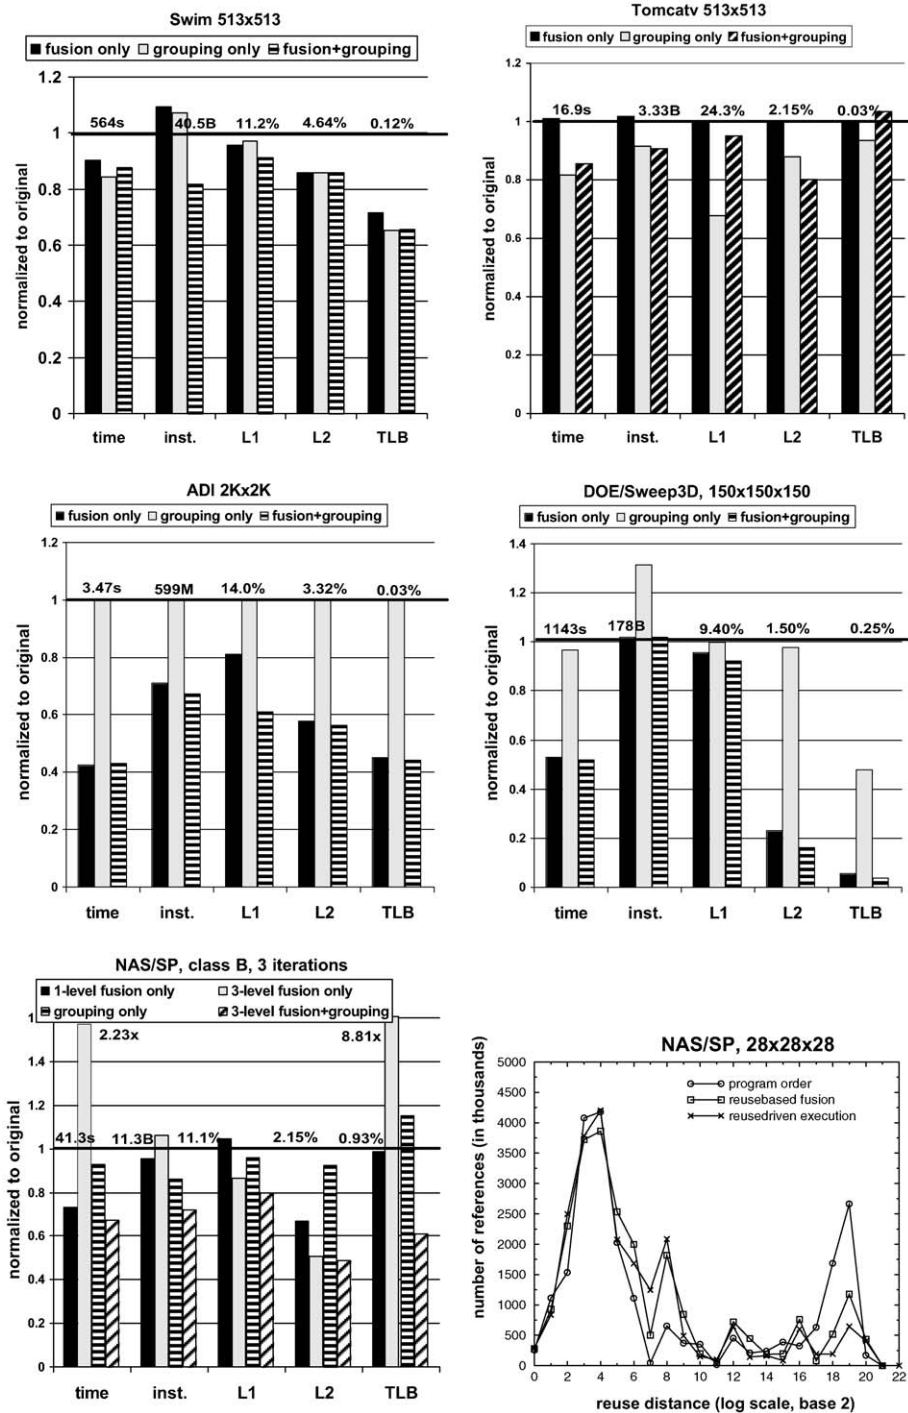 Swim 513x513
fusion only grouping only fusion+grouping
1.2
564s 40.5B 11.2% 4.64% 0.12%
1
0.8
0.6
0.4
0.2
0
normalized to original
time inst. L1 L2 TLB
Tomcatv 513x513
fusion only grouping only fusion+grouping
1.2
16.9s 3.33B 24.3% 2.15% 0.03%
1
0.8
0.6
0.4
0.2
0
normalized to original
time inst. L1 L2 TLB
ADI 2Kx2K
fusion only grouping only fusion+grouping
1.2
3.47s 599M 14.0% 3.32% 0.03%
1
0.8
0.6
0.4
0.2
0
normalized to original
time inst. L1 L2 TLB
DOE/Sweep3D, 150x150x150
fusion only grouping only fusion+grouping
1.4
1.2
1143s 178B 9.40% 1.50% 0.25%
1
0.8
0.6
0.4
0.2
0
normalized to original
time inst. L1 L2 TLB
NAS/SP, class B, 3 iterations
1-level fusion only 3-level fusion only
grouping only 3-level fusion+grouping
2.23x 8.81x
1.4
1.2
41.3s 11.3B 11.1% 2.15% 0.93%
1
0.8
0.6
0.4
0.2
0
normalized to original
time inst. L1 L2 TLB
NAS/SP, 28x28x28
program order
reusebased fusion
reusedriven execution
5000
4500
4000
3500
3000
2500
2000
1500
1000
500
0
number of references (in thousands)
0 2 4 6 8 10 12 14 16 18 20 22
reuse distance (log scale, base 2)